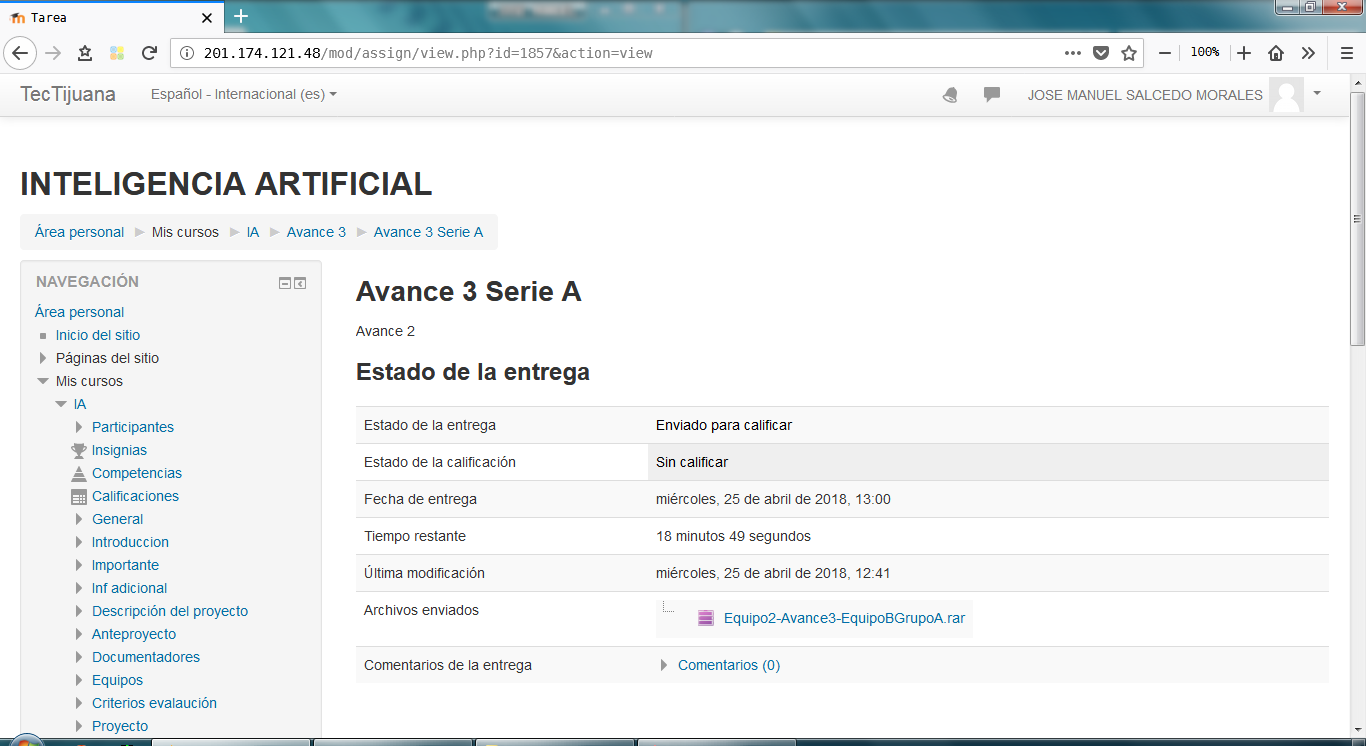 Tarea
201.174.121.48/mod/assign/view.php?id=1857&action=view
100%
TecTijuana
Español - Internacional (es)
JOSE MANUEL SALCEDO MORALES
INTELIGENCIA ARTIFICIAL
Área personal Mis cursos IA Avance 3 Avance 3 Serie A
NAVEGACIÓN
Área personal
Inicio del sitio
Páginas del sitio
Mis cursos
IA
Participantes
Insignias
Competencias
Calificaciones
General
Introduccion
Importante
Inf adicional
Descripción del proyecto
Anteproyecto
Documentadores
Equipos
Criterios evalaución
Proyecto
Avance 3 Serie A
Avance 2
Estado de la entrega
Estado de la entrega Enviado para calificar
Estado de la calificación Sin calificar
Fecha de entrega miércoles, 25 de abril de 2018, 13:00
Tiempo restante 18 minutos 49 segundos
Última modificación miércoles, 25 de abril de 2018, 12:41
Archivos enviados Equipo2-Avance3-EquipoBGrupoA.rar
Comentarios de la entrega Comentarios (0)